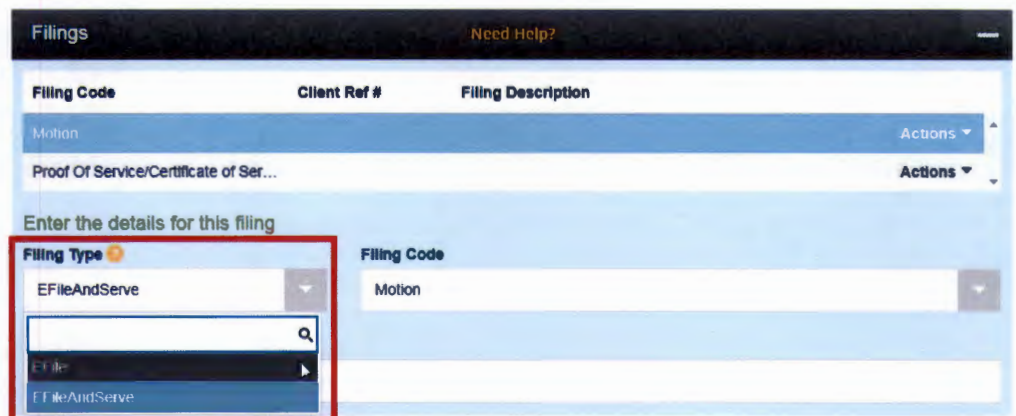 Filings Need Help?
Filing Code Client Ref # Filing Description
Motion Actions
Proof Of Service/Certificate of Ser... Actions
Enter the details for this filing
Filing Type ? Filing Code
EFileAndServe Motion
EFile
EFileAndServe